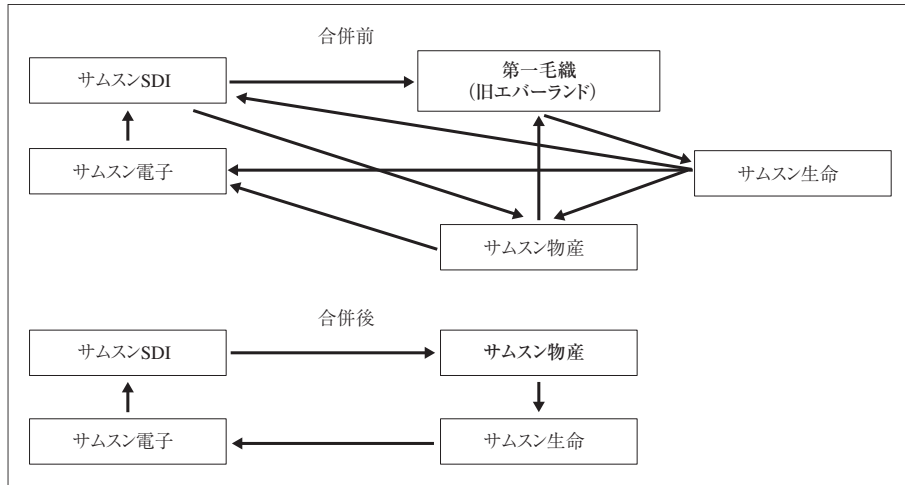 合併前
サムスンSDI
第一毛織
(旧エバーランド)
サムスン電子
サムスン生命
サムスン物産
合併後
サムスンSDI
サムスン物産
サムスン電子
サムスン生命